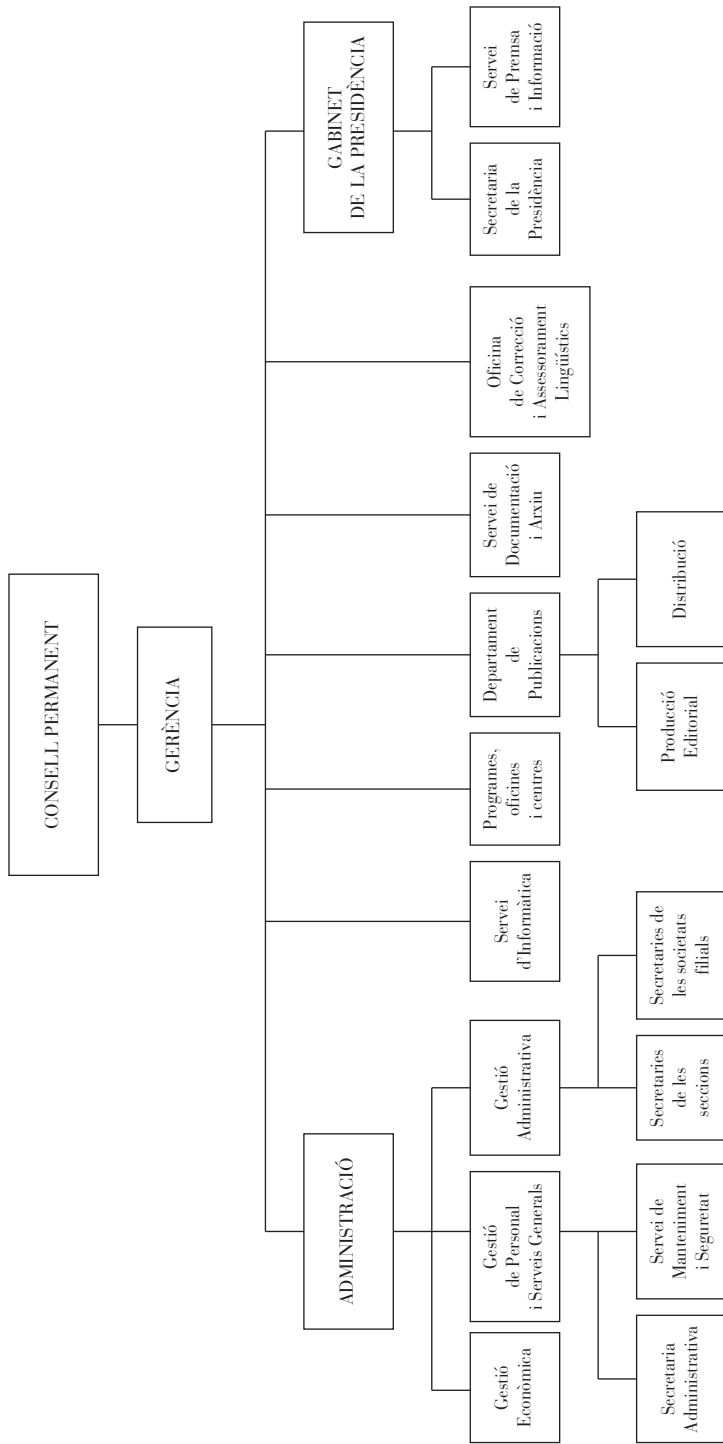 CONSELL PERMANENT
GERÈNCIA
ADMINISTRACIÓ
GABINET
DE LA PRESIDÈNCIA
Gestió
Econòmica
Gestió
de Personal
i Serveis Generals
Gestió
Administrativa
Servei
d’Informàtica
Programes,
oficines
i centres
Departament
de
Publicacions
Servei de
Documentació
i Arxiu
Oficina
de Correcció
i Assessorament
Lingüístics
Secretaria
de la
Presidència
Servei
de Premsa
i Informació
Secretaria
Administrativa
Servei de
Manteniment
i Seguretat
Secretaries
de les
seccions
Secretaries de
les societats
filials
Producció
Editorial
Distribució